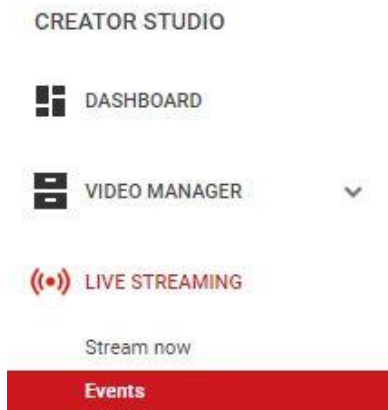 CREATOR STUDIO
DASHBOARD
VIDEO MANAGER
LIVE STREAMING
Stream now
Events